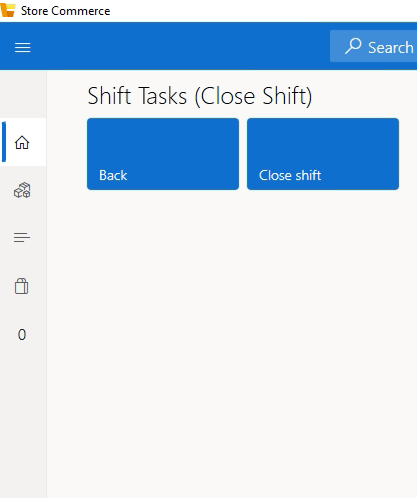 Store Commerce
Search
Shift Tasks (Close Shift)
Back
Close shift
0